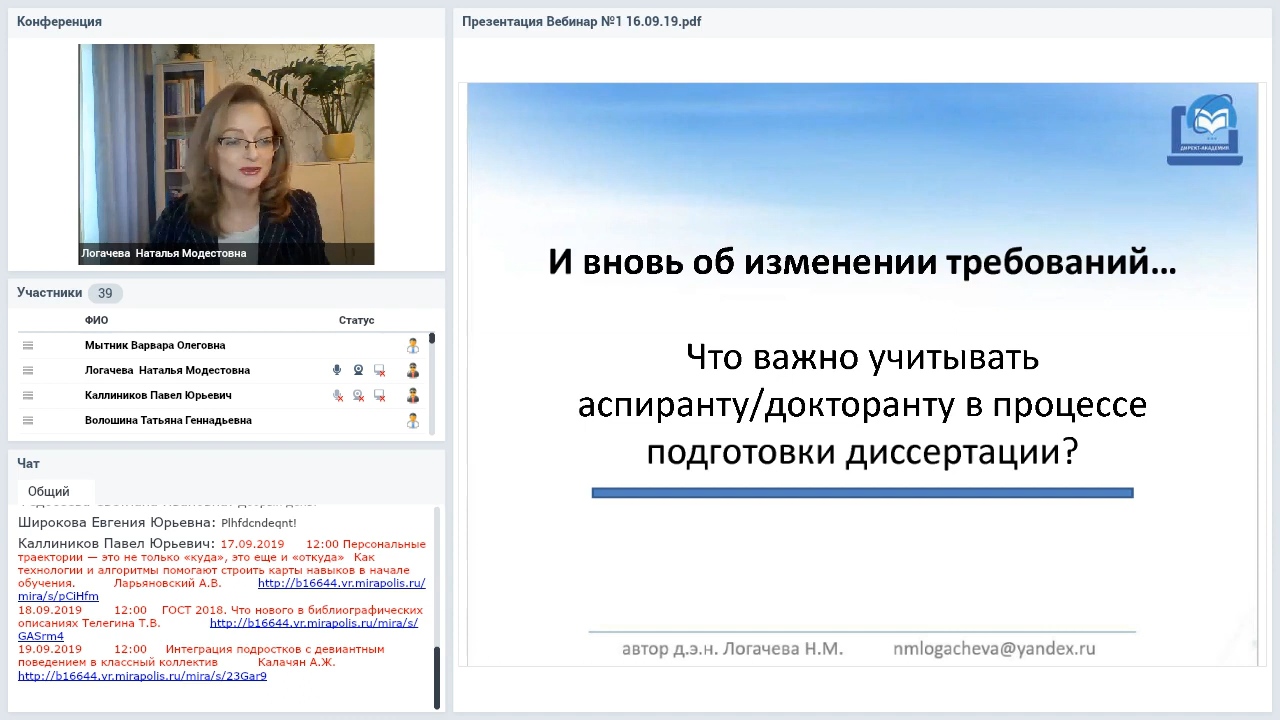 Конференция
Логачева  Наталья Модестовна
Участники 39
ФИО Статус
Мытник Варвара Олеговна
Логачева  Наталья Модестовна
Каллиников Павел Юрьевич
Волошина Татьяна Геннадьевна
Чат
Общий
Широкова Евгения Юрьевна: Plhfdcndeqnt!
Каллиников Павел Юрьевич: 17.09.2019 12:00 Персональные
траектории — это не только «куда», это еще и «откуда» Как
технологии и алгоритмы помогают строить карты навыков в начале
обучения. Ларьяновский А.В. http://b16644.vr.mirapolis.ru/
mira/s/pCiHfm
18.09.2019 12:00 ГОСТ 2018. Что нового в библиографических
описаниях Телегина Т.В. http://b16644.vr.mirapolis.ru/mira/s/
GASrm4
19.09.2019 12:00 Интеграция подростков с девиантным
поведением в классный коллектив Калачян А.Ж.
http://b16644.vr.mirapolis.ru/mira/s/23Gar9
Презентация Вебинар №1 16.09.19.pdf
ДИРЕКТ-АКАДЕМИЯ
И вновь об изменении требований...
Что важно учитывать
аспиранту/докторанту в процессе
подготовки диссертации?
автор д.э.н. Логачева Н.М. nmlogacheva@yandex.ru